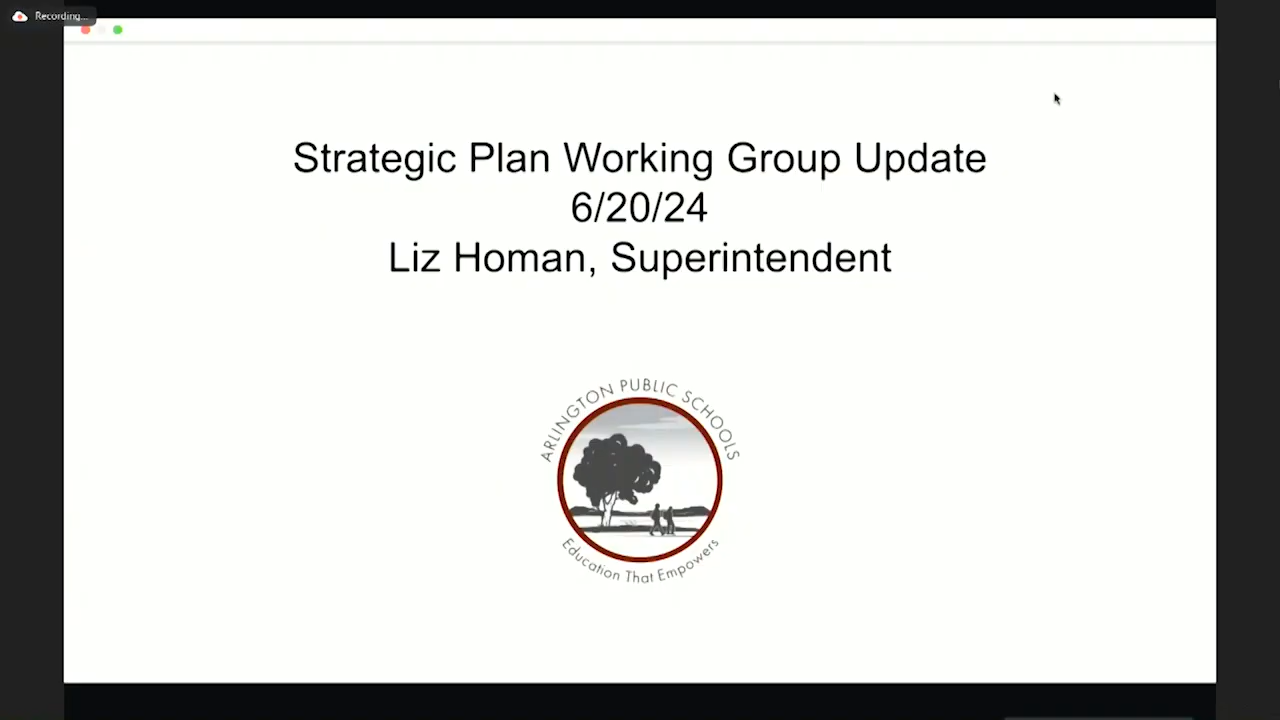 Recording...
Strategic Plan Working Group Update
6/20/24
Liz Homan, Superintendent
ARLINGTON PUBLIC SCHOOLS
Education That Empowers